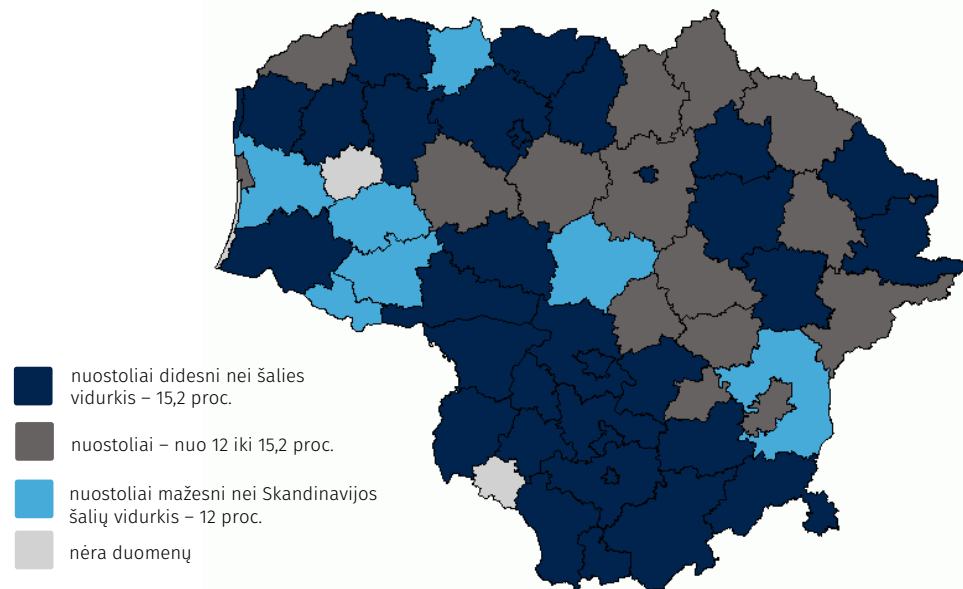 nuostoliai didesni nei šalies
vidurkis – 15,2 proc.
nuostoliai – nuo 12 iki 15,2 proc.
nuostoliai mažesni nei Skandinavijos
šalių vidurkis – 12 proc.
nėra duomenų